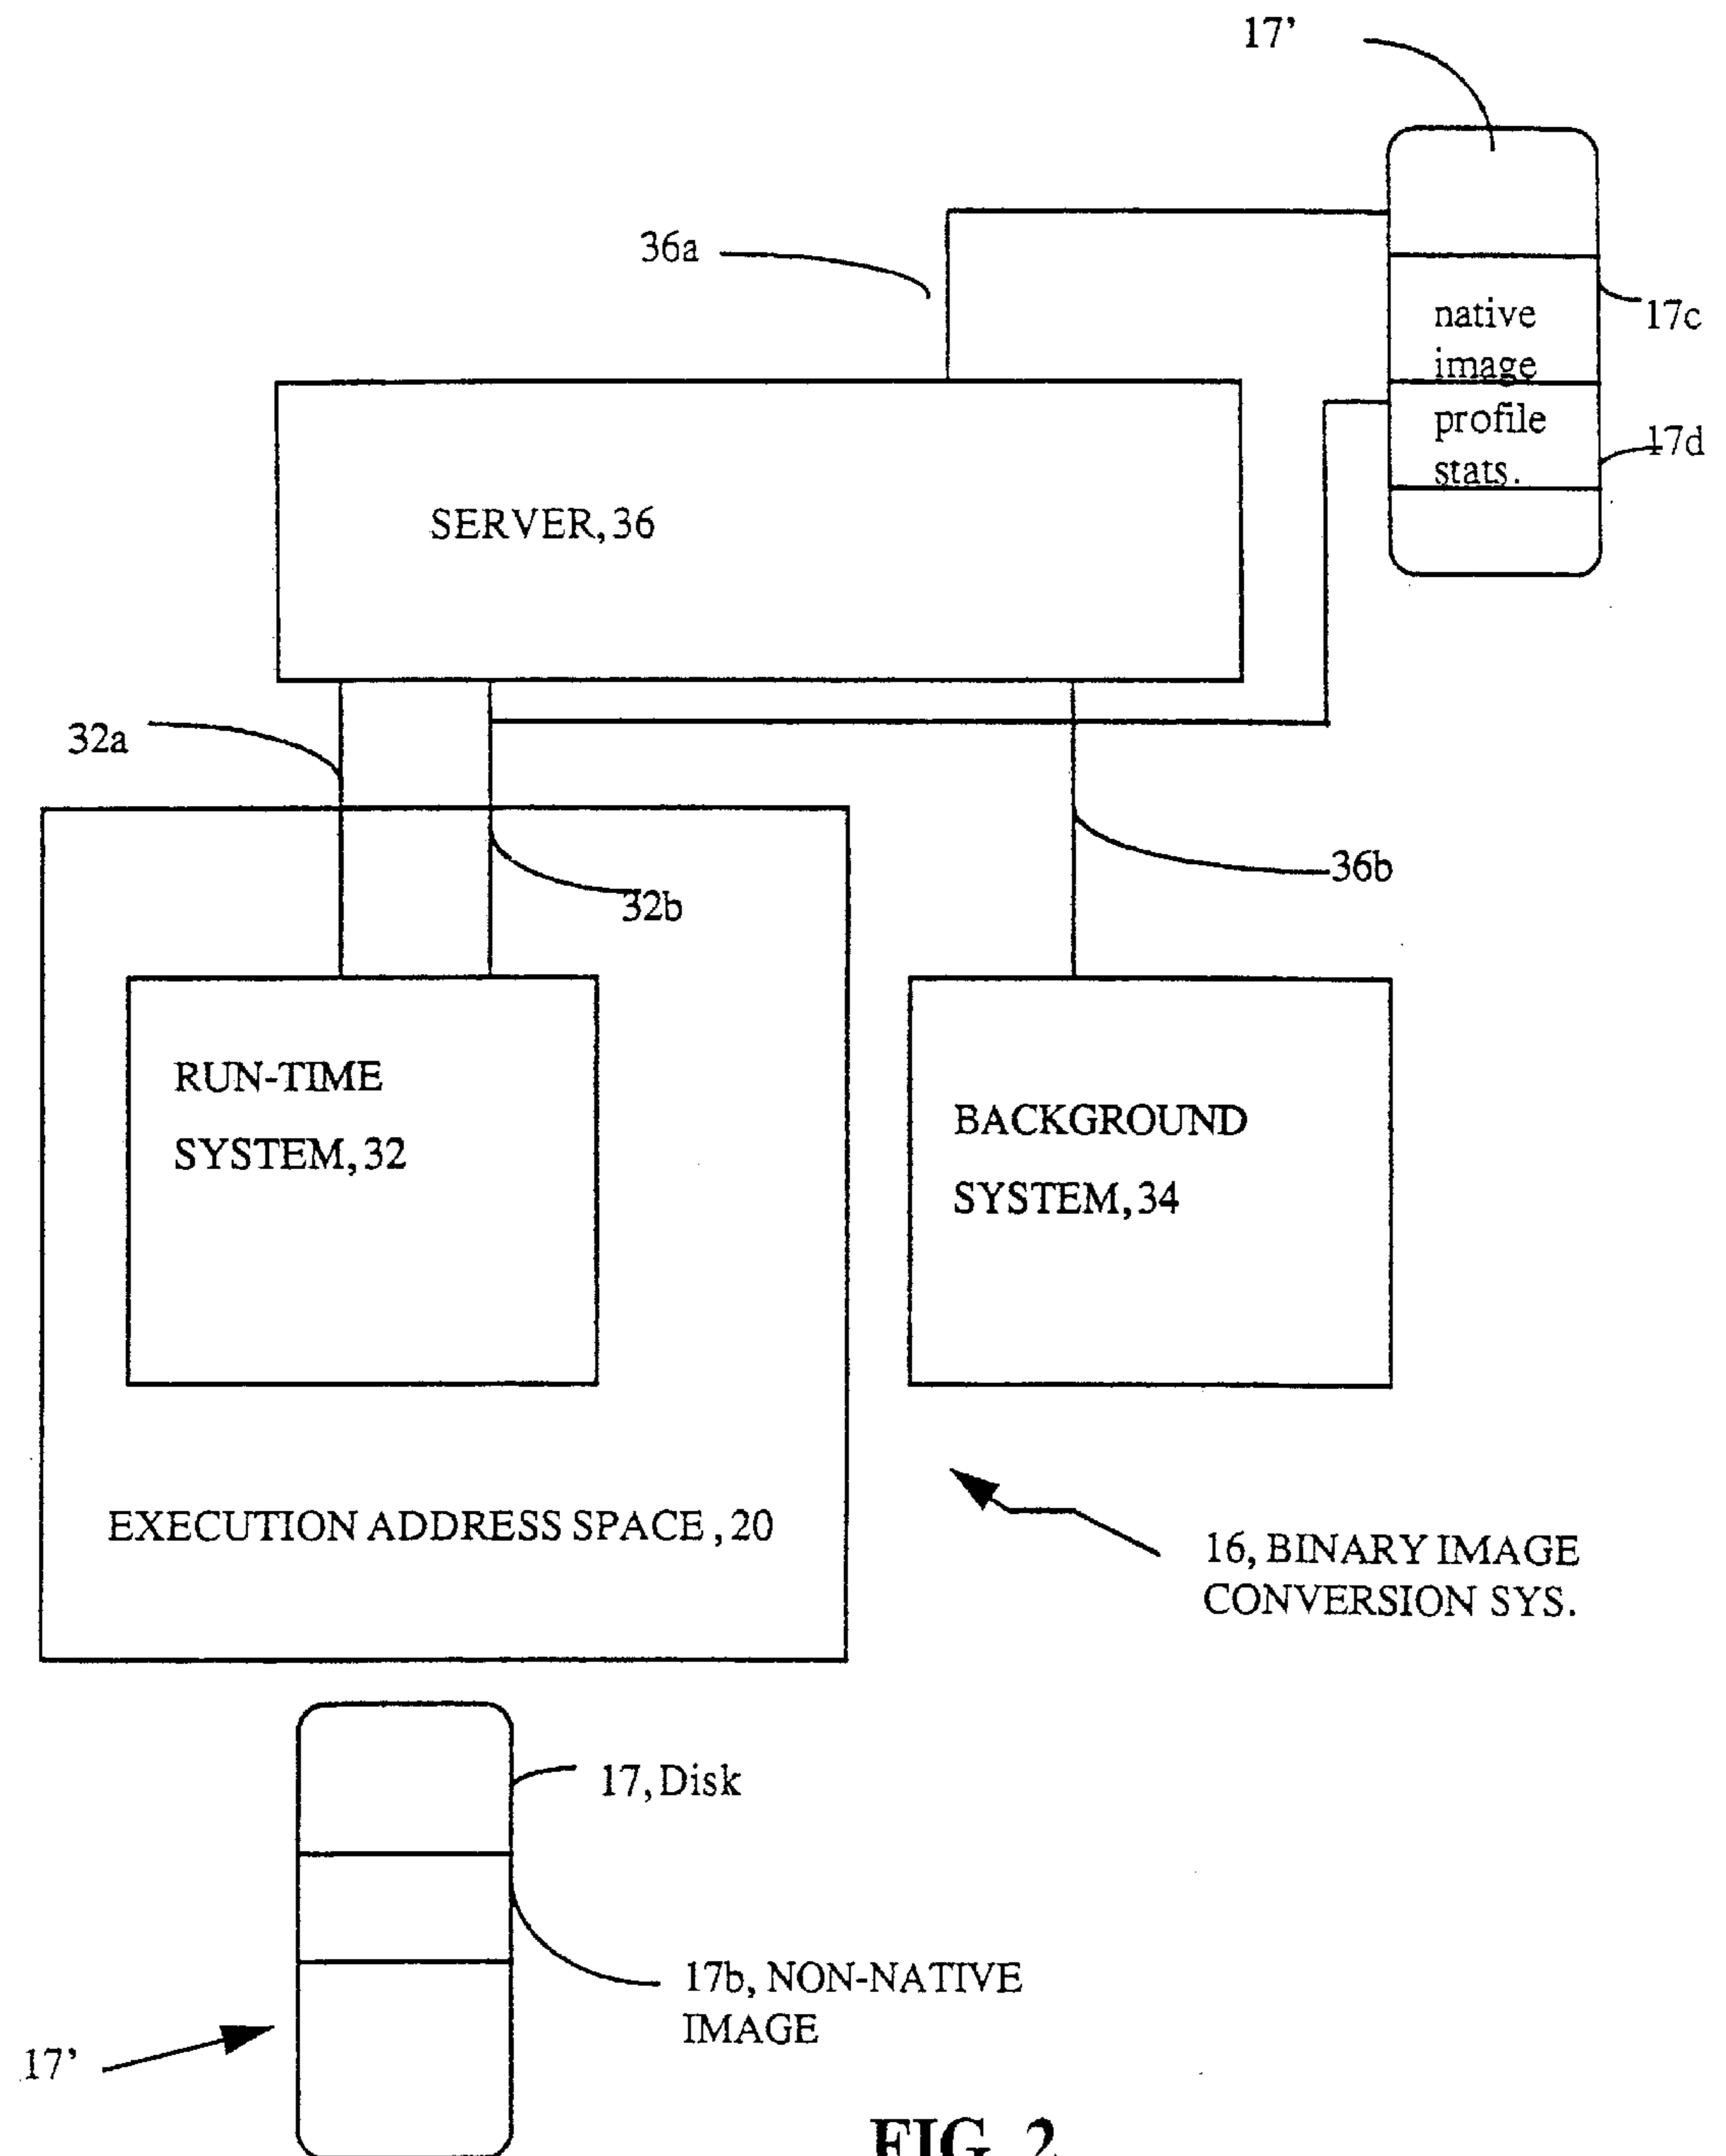 17’
36a
native
image
17c
profile
stats.
17d
SERVER, 36
32a
32b
36b
RUN-TIME
SYSTEM, 32
BACKGROUND
SYSTEM, 34
EXECUTION ADDRESS SPACE , 20
16, BINARY IMAGE
CONVERSION SYS.
17, Disk
17b, NON-NATIVE
IMAGE
17’
FIG. 2